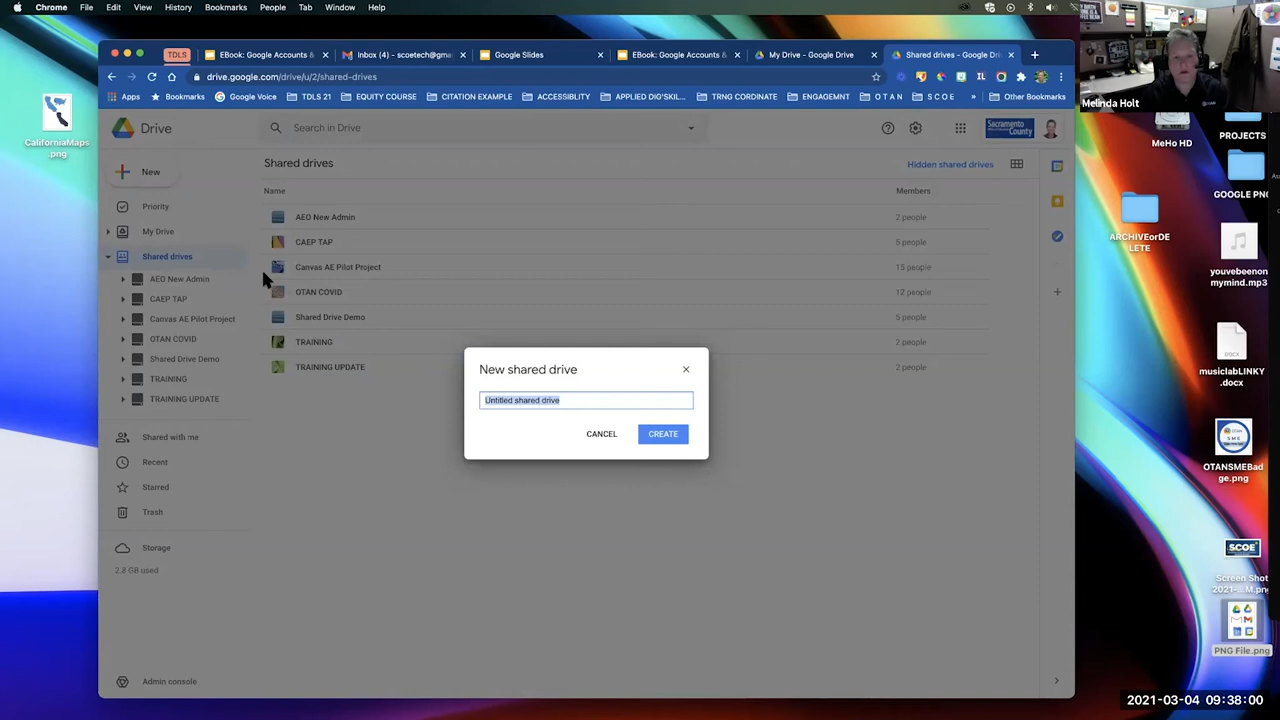 Chrome File Edit View History Bookmarks People Tab Window Help
TDLS EBook: Google Accounts & Inbox (4) - scgmelinda Google Slides EBook: Google Accounts & My Drive - Google Drive Shared drives - Google Dri
drive.google.com/drive/u/2/shared-drives
Apps Bookmarks Google Voice TDLS 21 EQUITY COURSE CITATION EXAMPLE ACCESSIBLITY APPLIED DIG'SKIL... TRNG CORDINATE ENGAGEMNT O T A N S C O E » Other Bookmarks
Drive
Search in Drive
Sacramento
County
New
Priority
My Drive
Shared drives
AEO New Admin
CAEP TAP
Canvas AE Pilot Project
OTAN COVID
Shared Drive Demo
TRAINING
TRAINING UPDATE
Shared with me
Recent
Starred
Trash
Storage
2.8 GB used
Admin console
Shared drives
Hidden shared drives
Name Members
AEO New Admin 2 people
CAEP TAP 5 people
Canvas AE Pilot Project 15 people
OTAN COVID 12 people
Shared Drive Demo 5 people
TRAINING 2 people
TRAINING UPDATE 2 people
New shared drive
Untitled shared drive
CANCEL CREATE
CaliforniaMaps
.png
Melinda Holt
MeHo HD
PROJECTS
GOOGLE PNG
ARCHIVEorDE
LETE
youvebeenon
mymind.mp3
DOCX
musiclabLINKY
.docx
OTAN
S M E
OTANSMEBad
ge.png
SCOE
Screen Shot
2021-...M.png
PNG File.png
2021-03-04 09:38:00